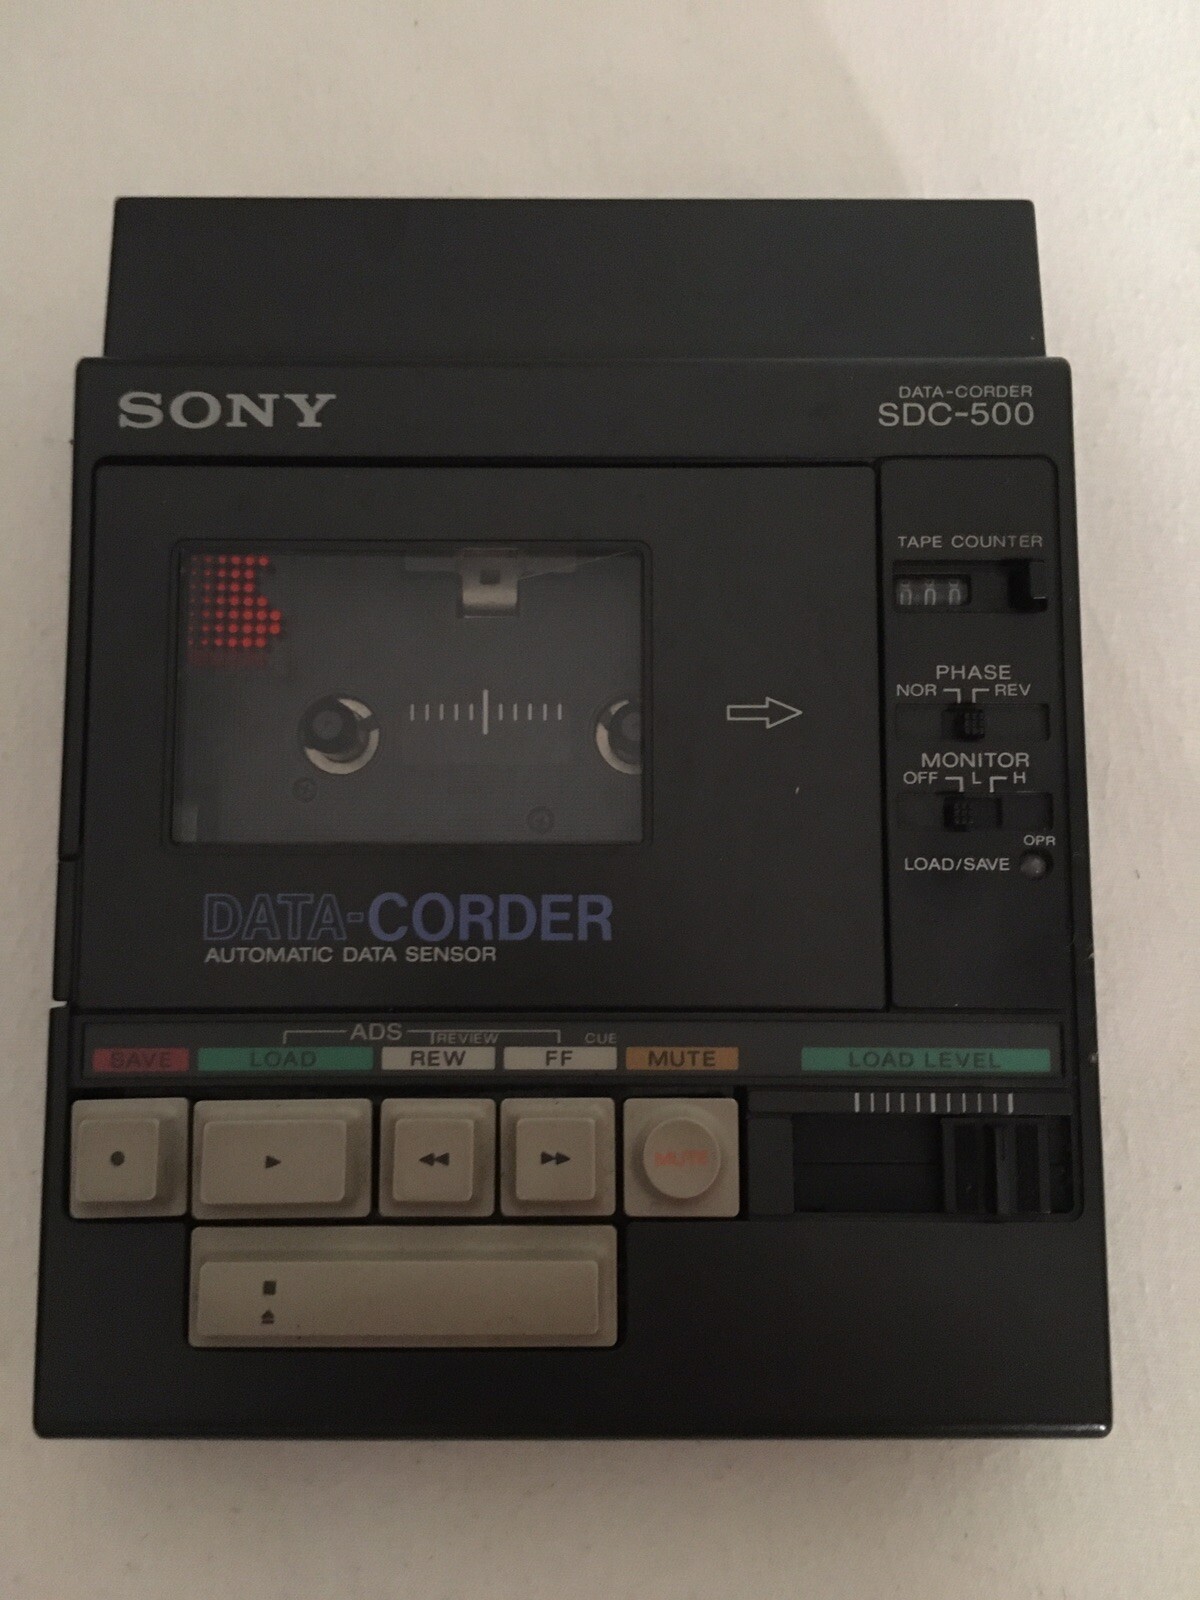 SONY
DATA-CORDER
SDC-500
TAPE COUNTER
000
PHASE
NOR REV
MONITOR
OFF L H
OPR
LOAD/SAVE
DATA-CORDER
AUTOMATIC DATA SENSOR
ADS REVIEW CUE
SAVE LOAD REW FF MUTE LOAD LEVEL
MUTE